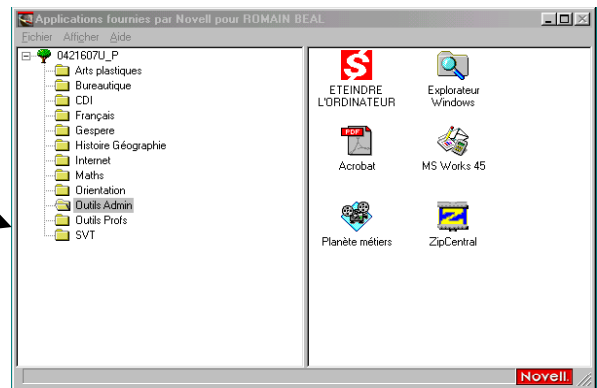 Applications fournies par Novell pour ROMAIN BEAL
Fichier Afficher Aide
0421607U_P
Arts plastiques
Bureautique
CDI
Français
Gespere
Histoire Géographie
Internet
Maths
Orientation
Outils Admin
Outils Profs
SVT
ETEINDRE
L'ORDINATEUR
Explorateur
Windows
PDF
Acrobat
MS Works 45
Planète métiers
ZipCentral
Novell.